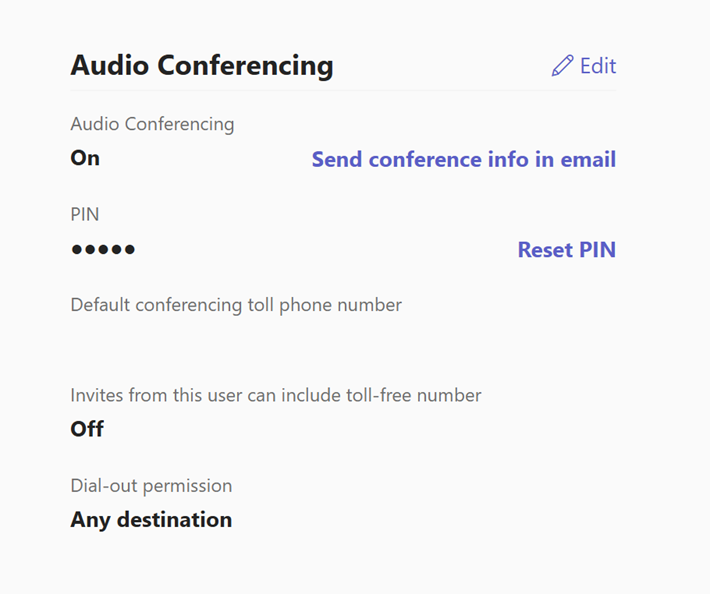 Audio Conferencing
Edit
Audio Conferencing
On
Send conference info in email
PIN
●●●●●
Reset PIN
Default conferencing toll phone number
Invites from this user can include toll-free number
Off
Dial-out permission
Any destination